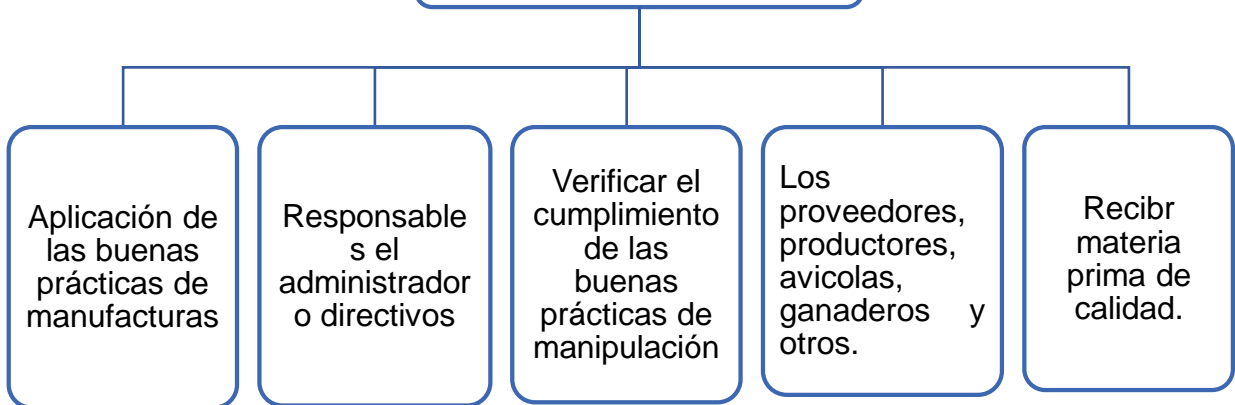 Aplicación de
las buenas
prácticas de
manufacturas
Responsable
s el
administrador
o directivos
Verificar el
cumplimiento
de las
buenas
prácticas de
manipulación
Los
proveedores,
productores,
avicolas,
ganaderos y
otros.
Recibr
materia
prima de
calidad.